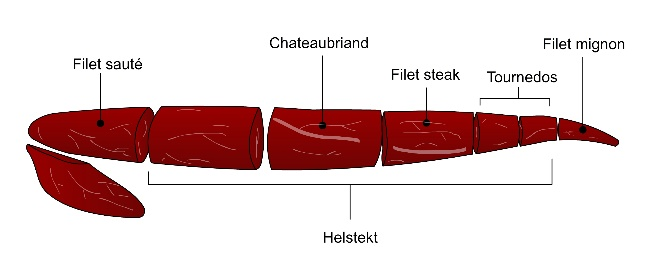 Filet sauté
Chateaubriand
Filet steak
Tournedos
Filet mignon
Helstekt